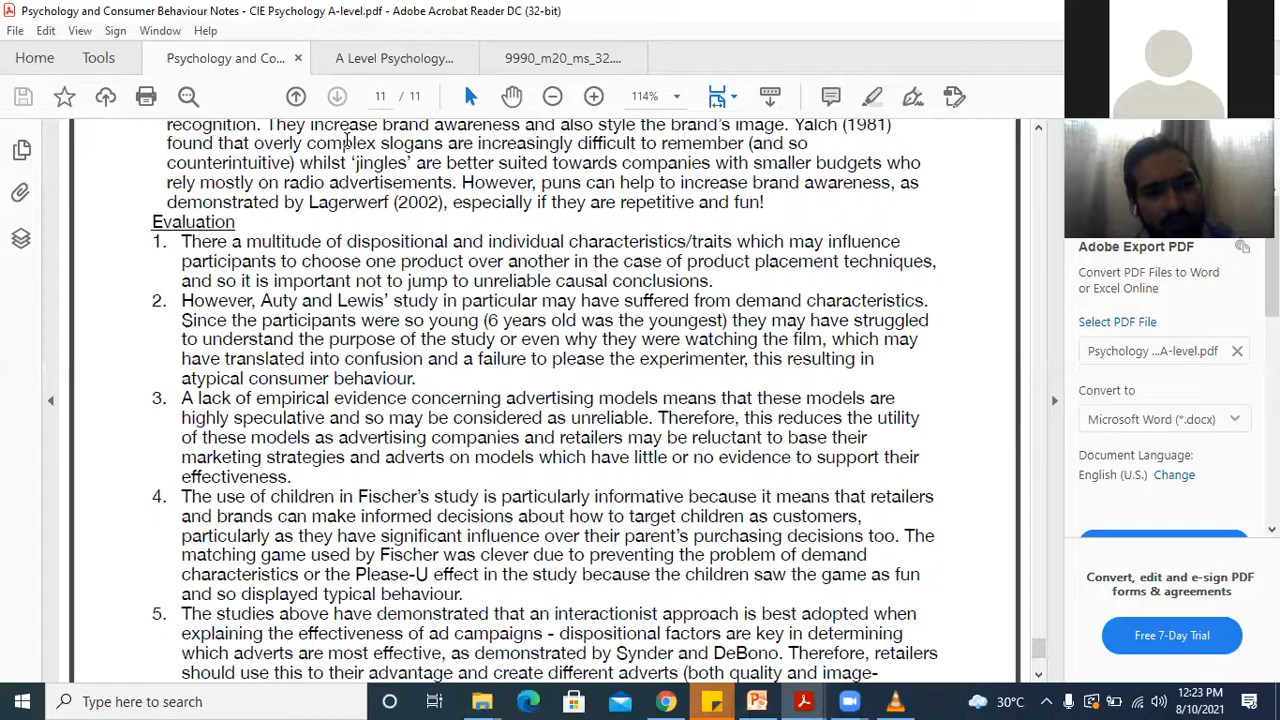 Psychology and Consumer Behaviour Notes - CIE Psychology A-level.pdf - Adobe Acrobat Reader DC (32-bit)
File Edit View Sign Window Help
Home Tools Psychology and Co... × A Level Psychology... 9990_m20_ms_32....
11 / 11 114%
recognition. They increase brand awareness and also style the brand's image. Yalch (1981)
found that overly complex slogans are increasingly difficult to remember (and so
counterintuitive) whilst 'jingles' are better suited towards companies with smaller budgets who
rely mostly on radio advertisements. However, puns can help to increase brand awareness, as
demonstrated by Lagerwerf (2002), especially if they are repetitive and fun!
Evaluation
1. There a multitude of dispositional and individual characteristics/traits which may influence
participants to choose one product over another in the case of product placement techniques,
and so it is important not to jump to unreliable causal conclusions.
2. However, Auty and Lewis' study in particular may have suffered from demand characteristics.
Since the participants were so young (6 years old was the youngest) they may have struggled
to understand the purpose of the study or even why they were watching the film, which may
have translated into confusion and a failure to please the experimenter, this resulting in
atypical consumer behaviour.
3. A lack of empirical evidence concerning advertising models means that these models are
highly speculative and so may be considered as unreliable. Therefore, this reduces the utility
of these models as advertising companies and retailers may be reluctant to base their
marketing strategies and adverts on models which have little or no evidence to support their
effectiveness.
4. The use of children in Fischer's study is particularly informative because it means that retailers
and brands can make informed decisions about how to target children as customers,
particularly as they have significant influence over their parent's purchasing decisions too. The
matching game used by Fischer was clever due to preventing the problem of demand
characteristics or the Please-U effect in the study because the children saw the game as fun
and so displayed typical behaviour.
5. The studies above have demonstrated that an interactionist approach is best adopted when
explaining the effectiveness of ad campaigns - dispositional factors are key in determining
which adverts are most effective, as demonstrated by Synder and DeBono. Therefore, retailers
should use this to their advantage and create different adverts (both quality and image-
Adobe Export PDF
Convert PDF Files to Word
or Excel Online
Select PDF File
Psychology ...A-level.pdf
Convert to
Microsoft Word (*.docx)
Document Language:
English (U.S.) Change
Convert, edit and e-sign PDF
forms & agreements
Free 7-Day Trial
Type here to search
30°C
12:23 PM
8/10/2021